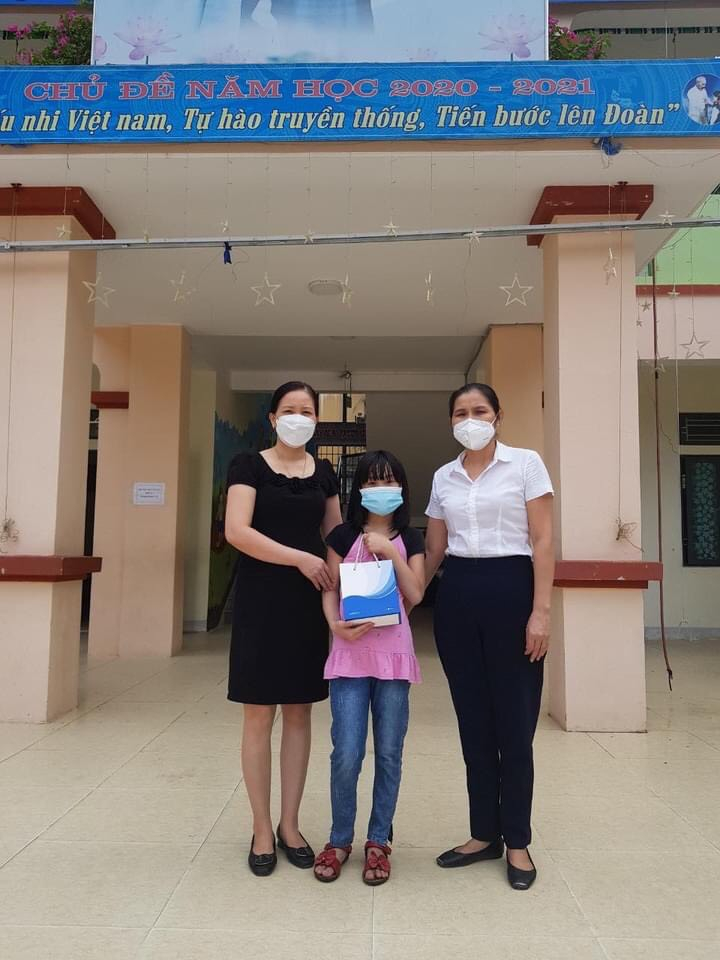 CHỦ ĐỀ NĂM HỌC 2020 - 2021
nhi Việt nam, Tự hào truyền thống, Tiến bước lên Đoàn”